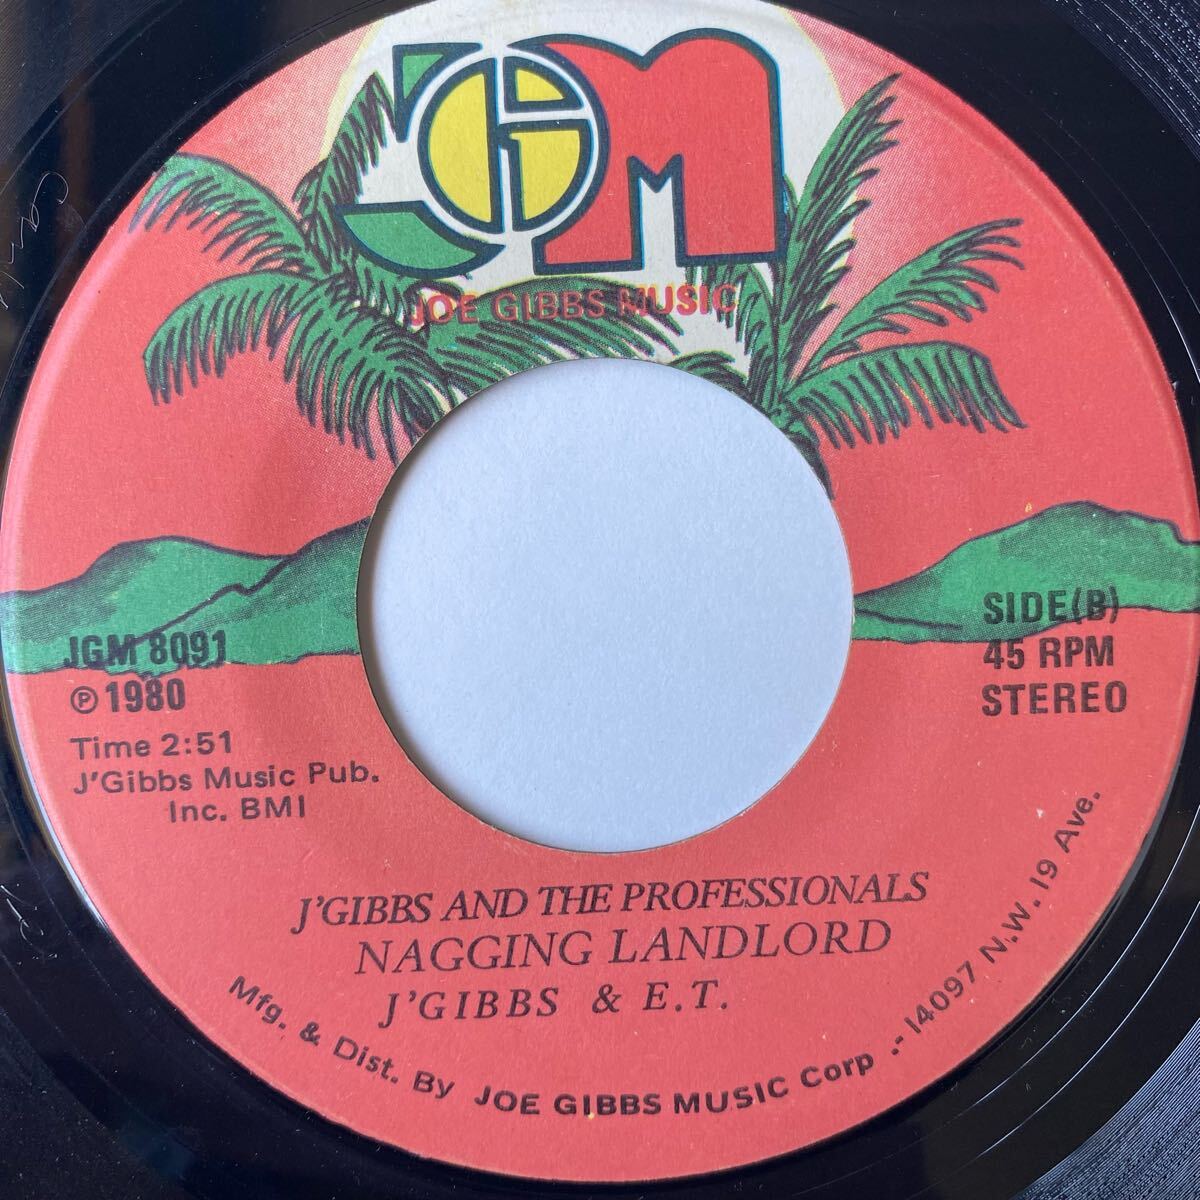 JGM
JOE GIBBS MUSIC
JGM 8091
℗ 1980
Time 2:51
J'Gibbs Music Pub.
Inc. BMI
SIDE(B)
45 RPM
STEREO
J'GIBBS AND THE PROFESSIONALS
NAGGING LANDLORD
J'GIBBS & E.T.
Mfg. & Dist. By JOE GIBBS MUSIC Corp .- 14097 N.W. 19 Ave.